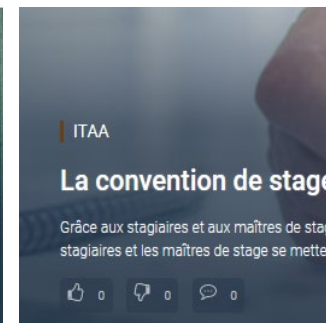 ITAA
La convention de stage
Grâce aux stagiaires et aux maîtres de stag
stagiaires et les maîtres de stage se mette
0 0 0